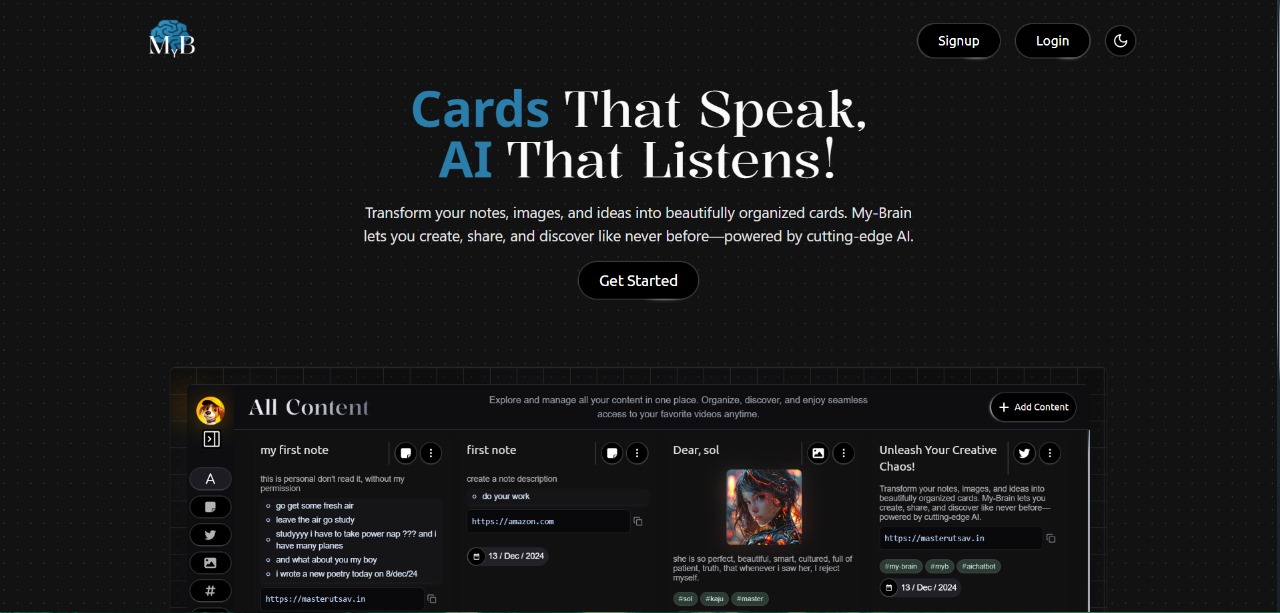 MyB
Signup
Login
Cards That Speak,
AI That Listens!
Transform your notes, images, and ideas into beautifully organized cards. My-Brain
lets you create, share, and discover like never before—powered by cutting-edge AI.
Get Started
All Content
Explore and manage all your content in one place. Organize, discover, and enjoy seamless
access to your favorite videos anytime.
+ Add Content
A
#
my first note
this is personal don't read it, without my
permission
go get some fresh air
leave the air go study
studyyyy i have to take power nap ??? and i
have many planes
and what about you my boy
i wrote a new poetry today on 8/dec/24
https://masterutsav.in
first note
create a note description
do your work
https://amazon.com
13 / Dec / 2024
Dear, sol
she is so perfect, beautiful, smart, cultured, full of
patient, truth, that whenever i saw her, I reject
myself.
#sol #kaju #master
Unleash Your Creative
Chaos!
Transform your notes, images, and ideas into
beautifully organized cards. My-Brain lets you
create, share, and discover like never before—
powered by cutting-edge AI.
https://masterutsav.in
#my-brain #myb #aichatbot
13 / Dec / 2024